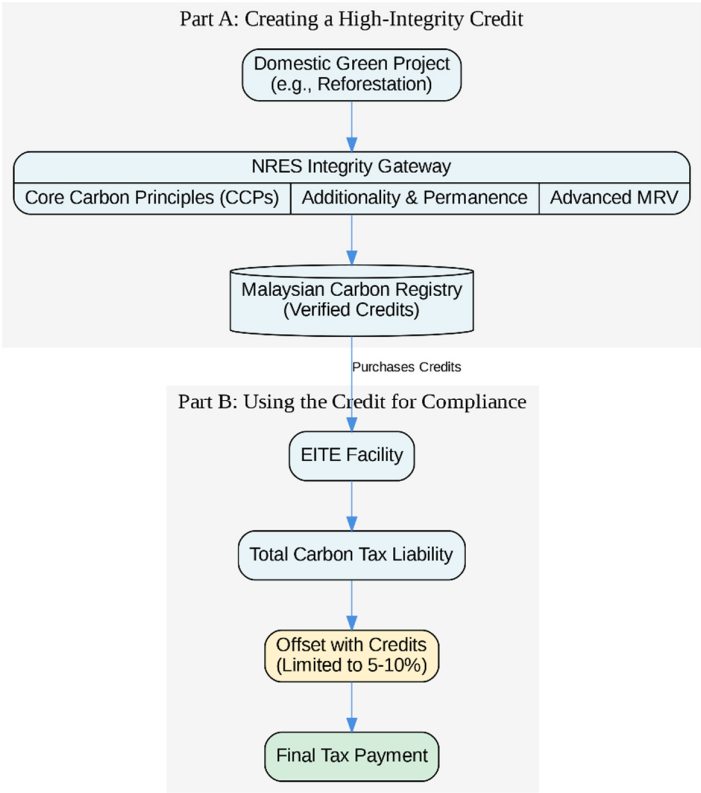 Part A: Creating a High-Integrity Credit
Domestic Green Project
(e.g., Reforestation)
NRES Integrity Gateway
Core Carbon Principles (CCPs)
Additionality & Permanence
Advanced MRV
Malaysian Carbon Registry
(Verified Credits)
Purchases Credits
Part B: Using the Credit for Compliance
EITE Facility
Total Carbon Tax Liability
Offset with Credits
(Limited to 5-10%)
Final Tax Payment